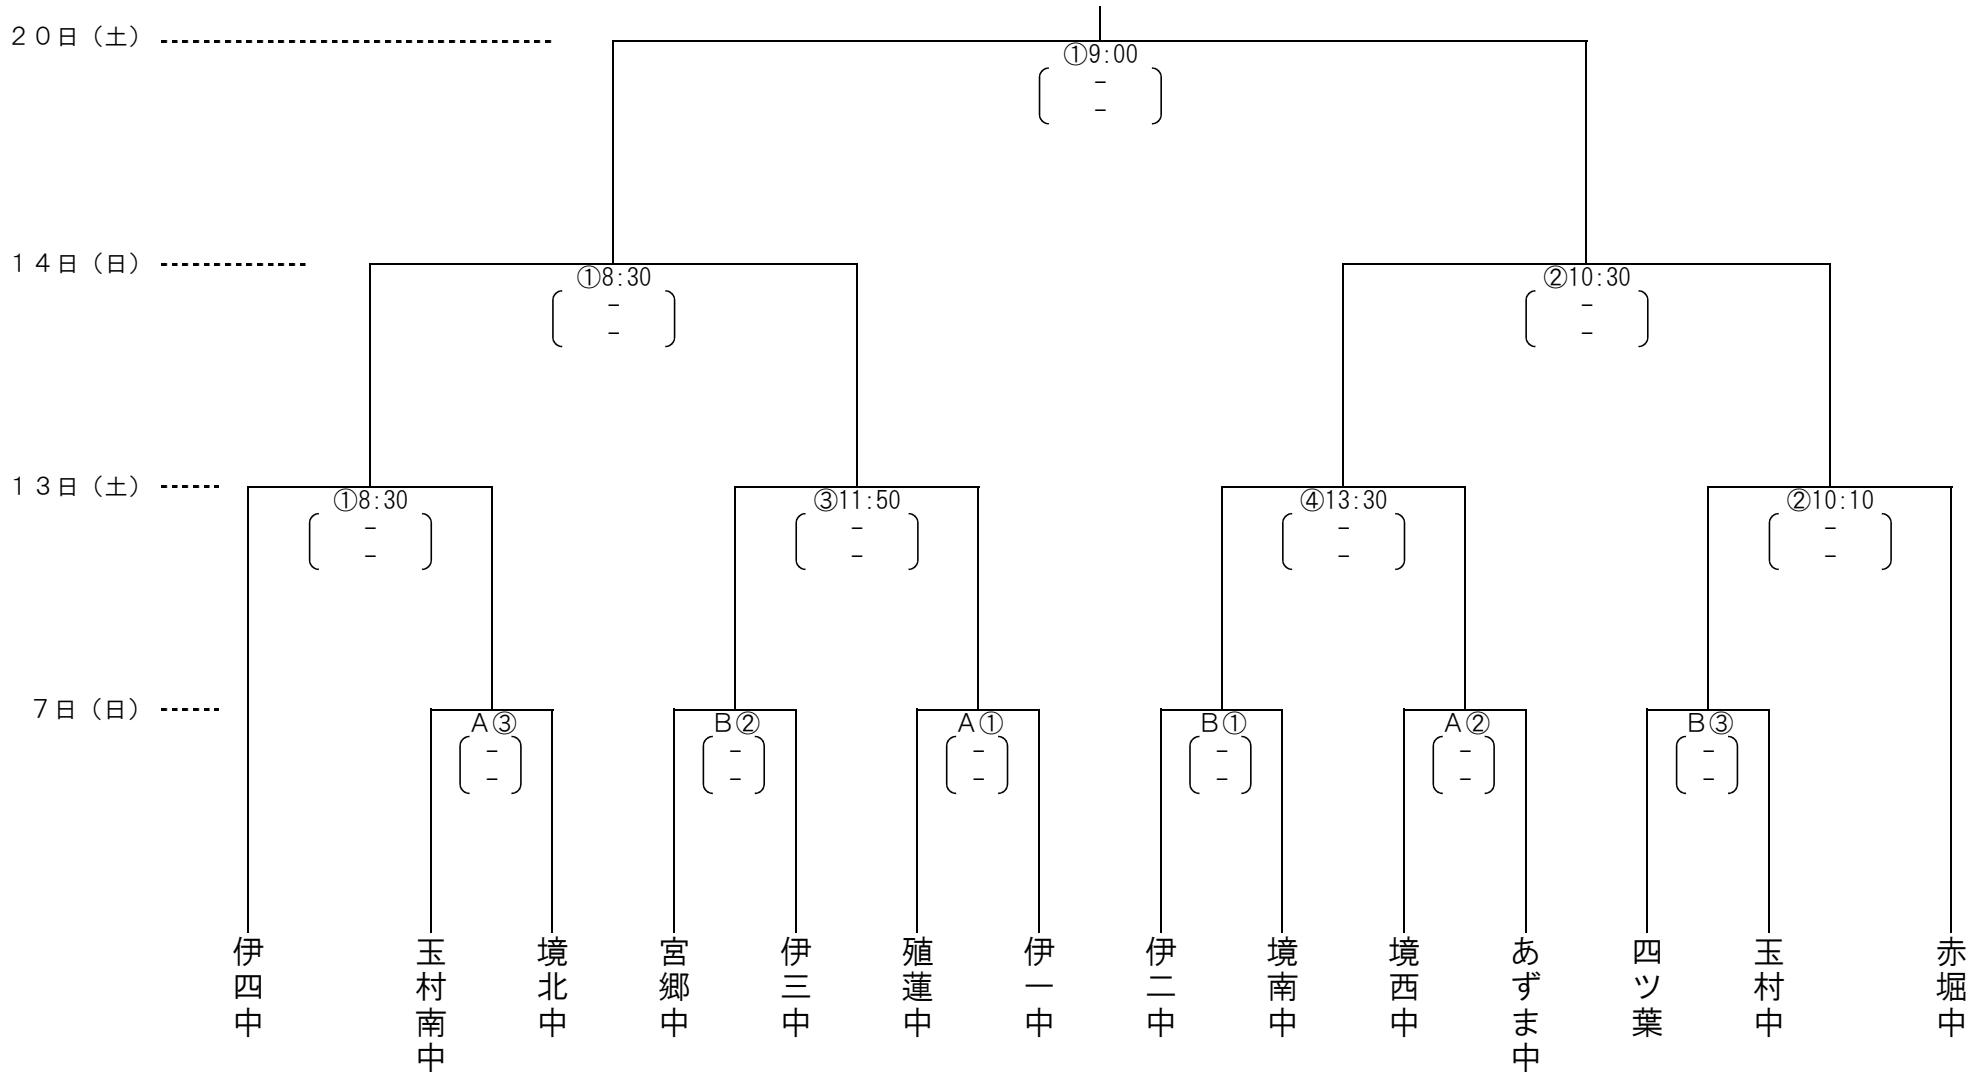 ２０日（土）
①9:00
-
-
１４日（日）
①8:30
-
-
②10:30
-
-
１３日（土）
①8:30
-
-
③11:50
-
-
④13:30
-
-
②10:10
-
-
７日（日）
Ａ③
-
-
Ｂ②
-
-
Ａ①
-
-
Ｂ①
-
-
Ａ②
-
-
Ｂ③
-
-
伊四中
玉村南中
境北中
宮郷中
伊三中
殖蓮中
伊一中
伊二中
境南中
境西中
あずま中
四ツ葉
玉村中
赤堀中